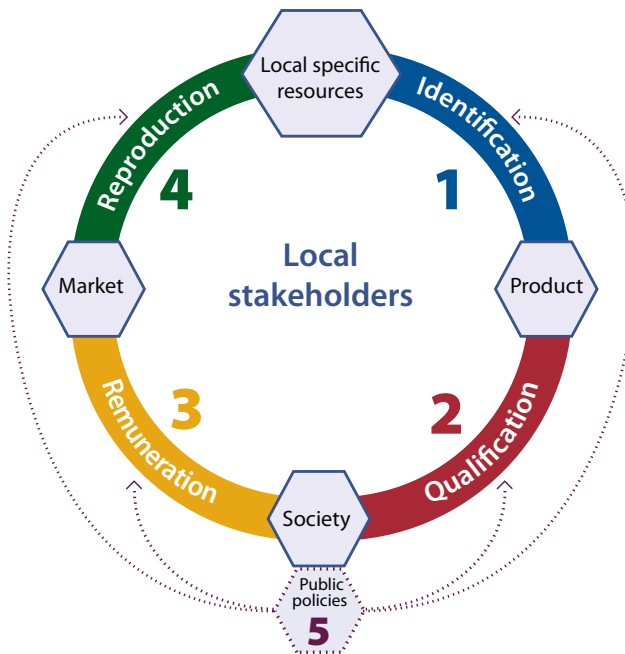 Local specific
resources
Identification
1
Product
Qualification
2
Society
Remuneration
3
Market
Reproduction
4
Local
stakeholders
Public
policies
5